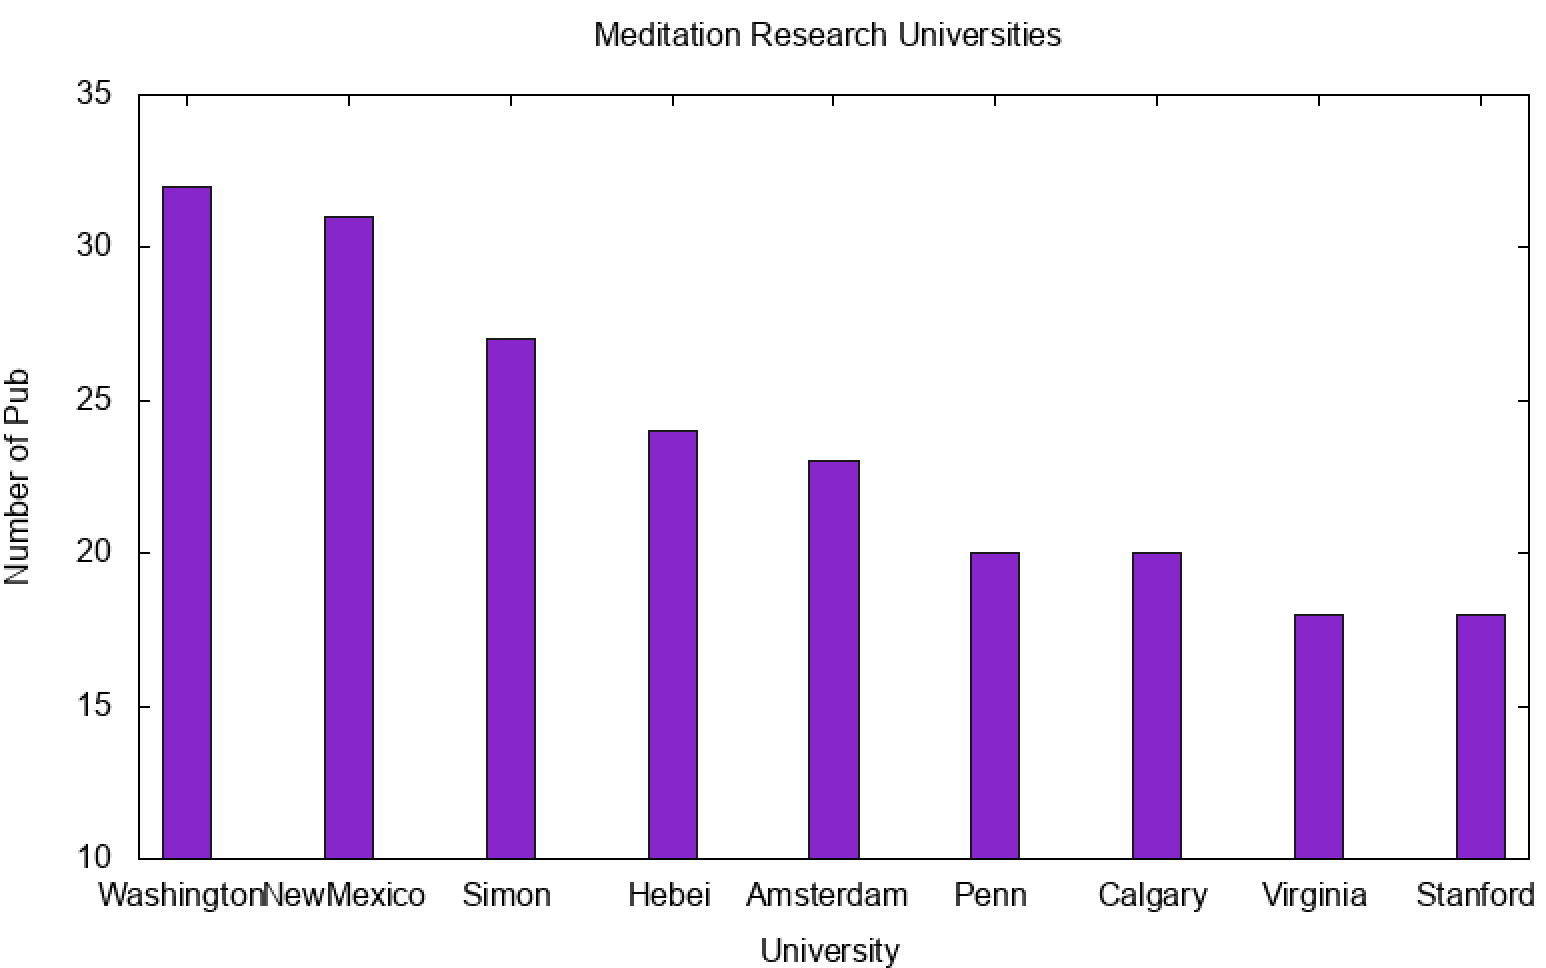 Meditation Research Universities
35
30
25
20
15
10
Number of Pub
Washington NewMexico Simon Hebei Amsterdam Penn Calgary Virginia Stanford
University